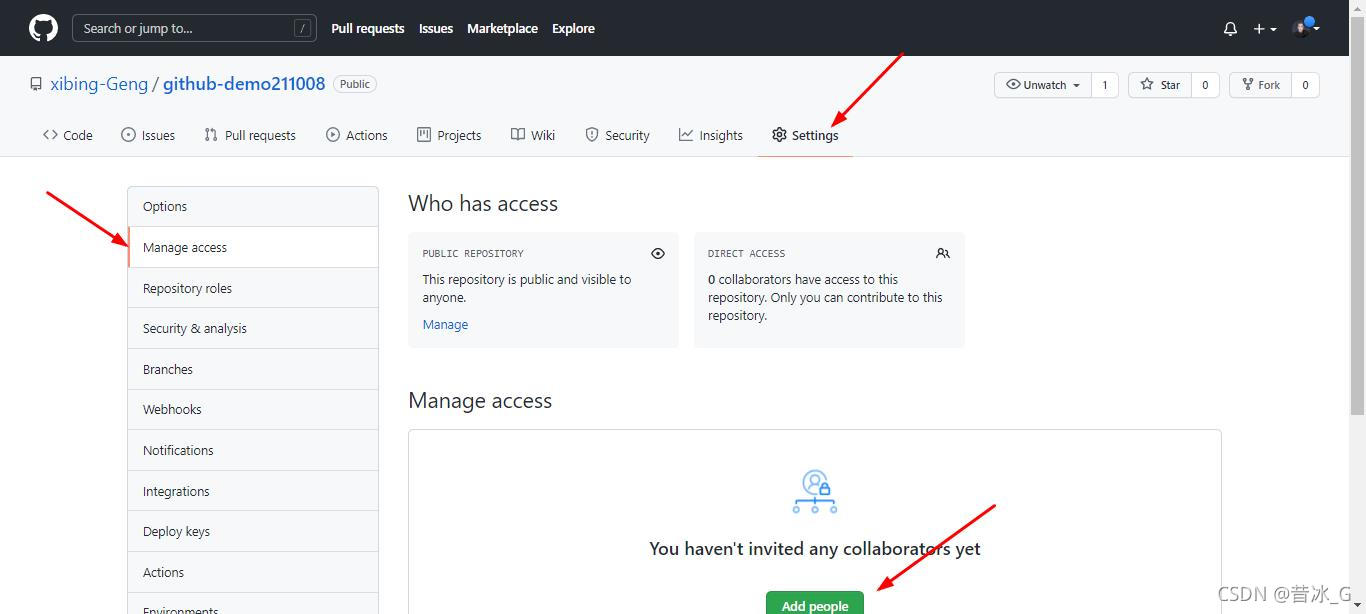 Search or jump to... /
Pull requests Issues Marketplace Explore
xibing-Geng / github-demo211008 Public
Unwatch 1 Star 0 Fork 0
Code Issues Pull requests Actions Projects Wiki Security Insights Settings
Options
Manage access
Repository roles
Security & analysis
Branches
Webhooks
Notifications
Integrations
Deploy keys
Actions
Environments
Who has access
PUBLIC REPOSITORY
This repository is public and visible to
anyone.
Manage
DIRECT ACCESS
0 collaborators have access to this
repository. Only you can contribute to this
repository.
Manage access
You haven't invited any collaborators yet
Add people
CSDN @昔冰_G